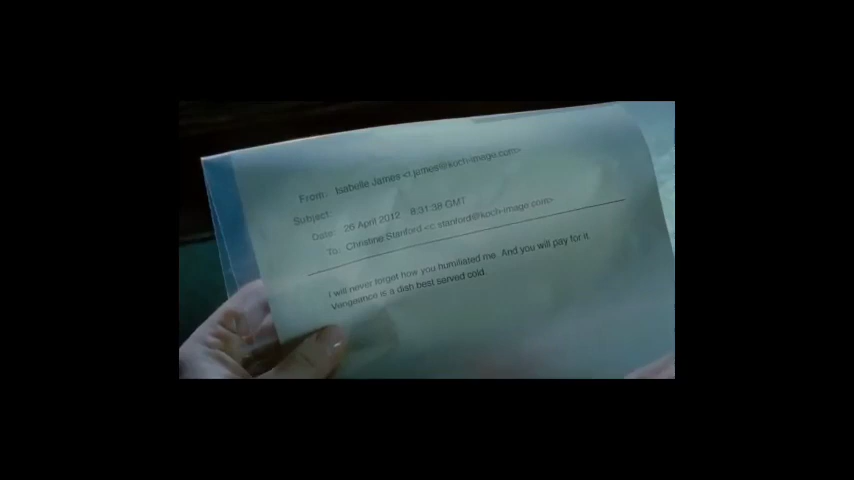 From: Isabelle James <i.james@koch-image.com>
Subject:
Date: 26 April 2012 8:31:38 GMT
To: Christine Stanford <c.stanford@koch-image.com>
I will never forget how you humiliated me. And you will pay for it.
Vengeance is a dish best served cold.